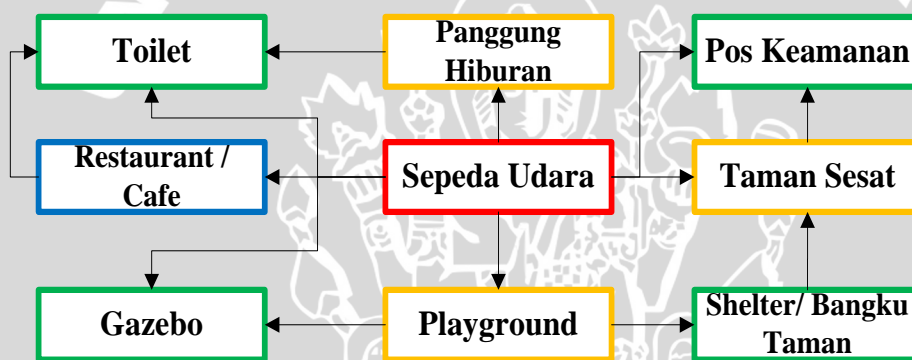 Toilet
Panggung
Hiburan
Pos Keamanan
Restaurant /
Cafe
Sepeda Udara
Taman Sesat
Gazebo
Playground
Shelter/ Bangku
Taman